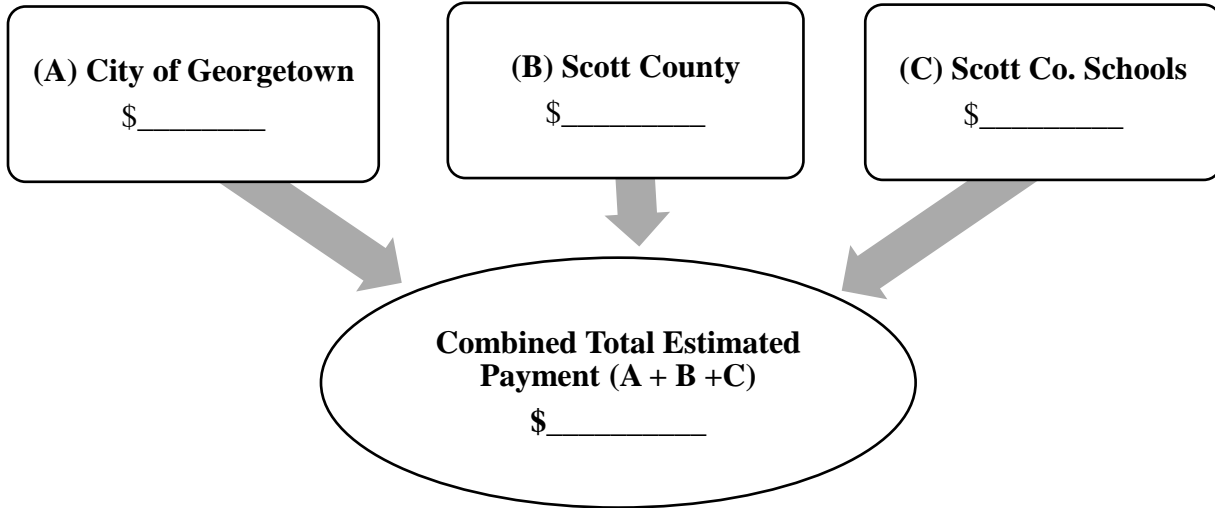 (A) City of Georgetown
$________
(B) Scott County
$_________
(C) Scott Co. Schools
$_________
Combined Total Estimated
Payment (A + B +C)
$__________